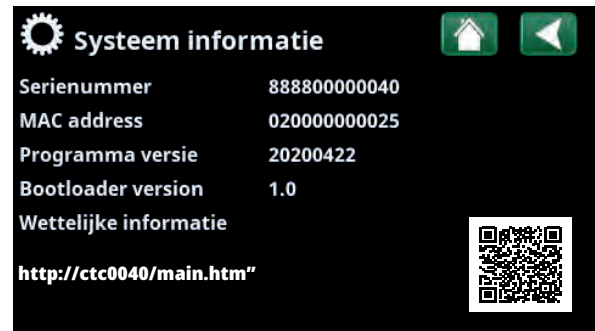 Systeem informatie
Serienummer 888800000040
MAC address 020000000025
Programma versie 20200422
Bootloader version 1.0
Wettelijke informatie
http://ctc0040/main.htm”